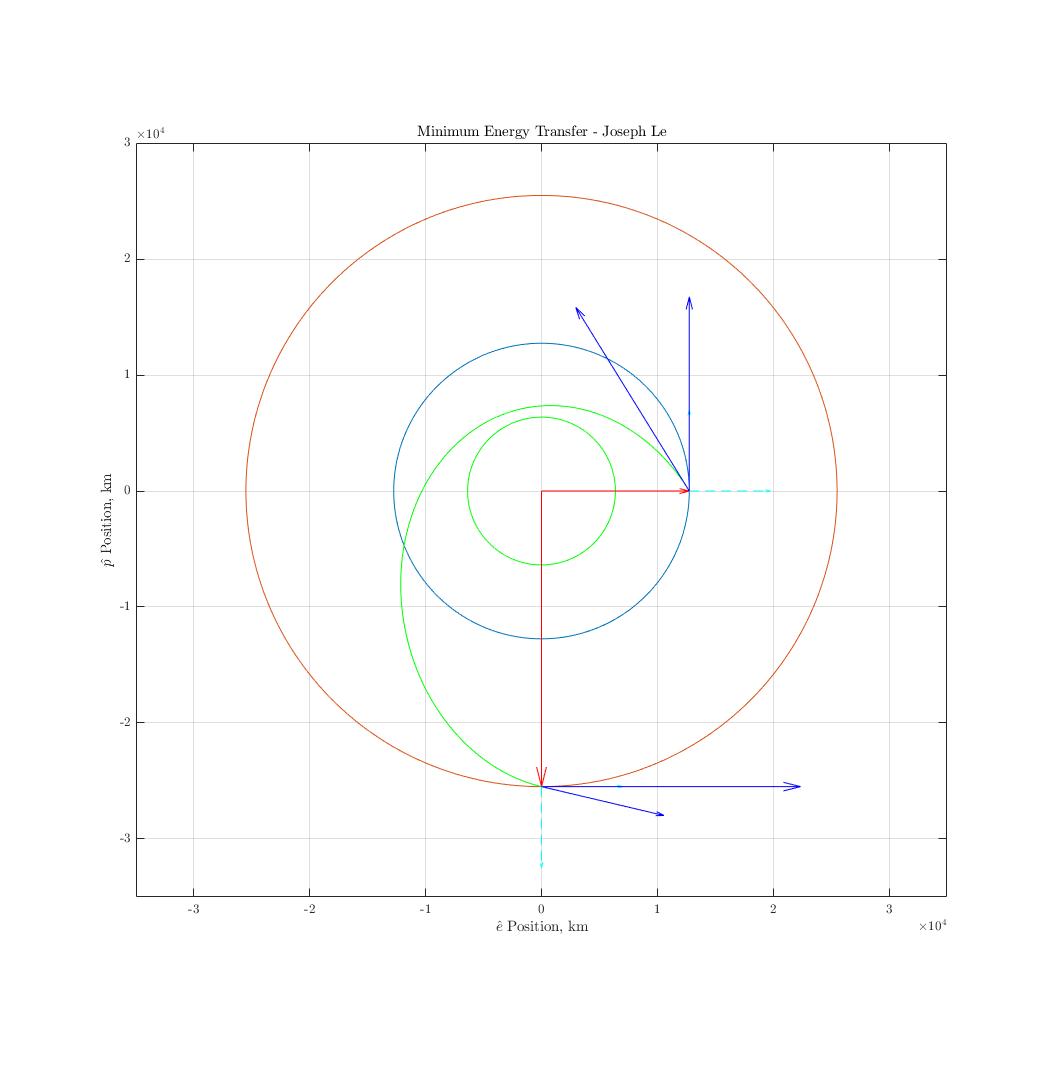 Minimum Energy Transfer - Joseph Le
×10⁴
3
2
1
0
-1
-2
-3
p̂ Position, km
-3 -2 -1 0 1 2 3
×10⁴
ê Position, km